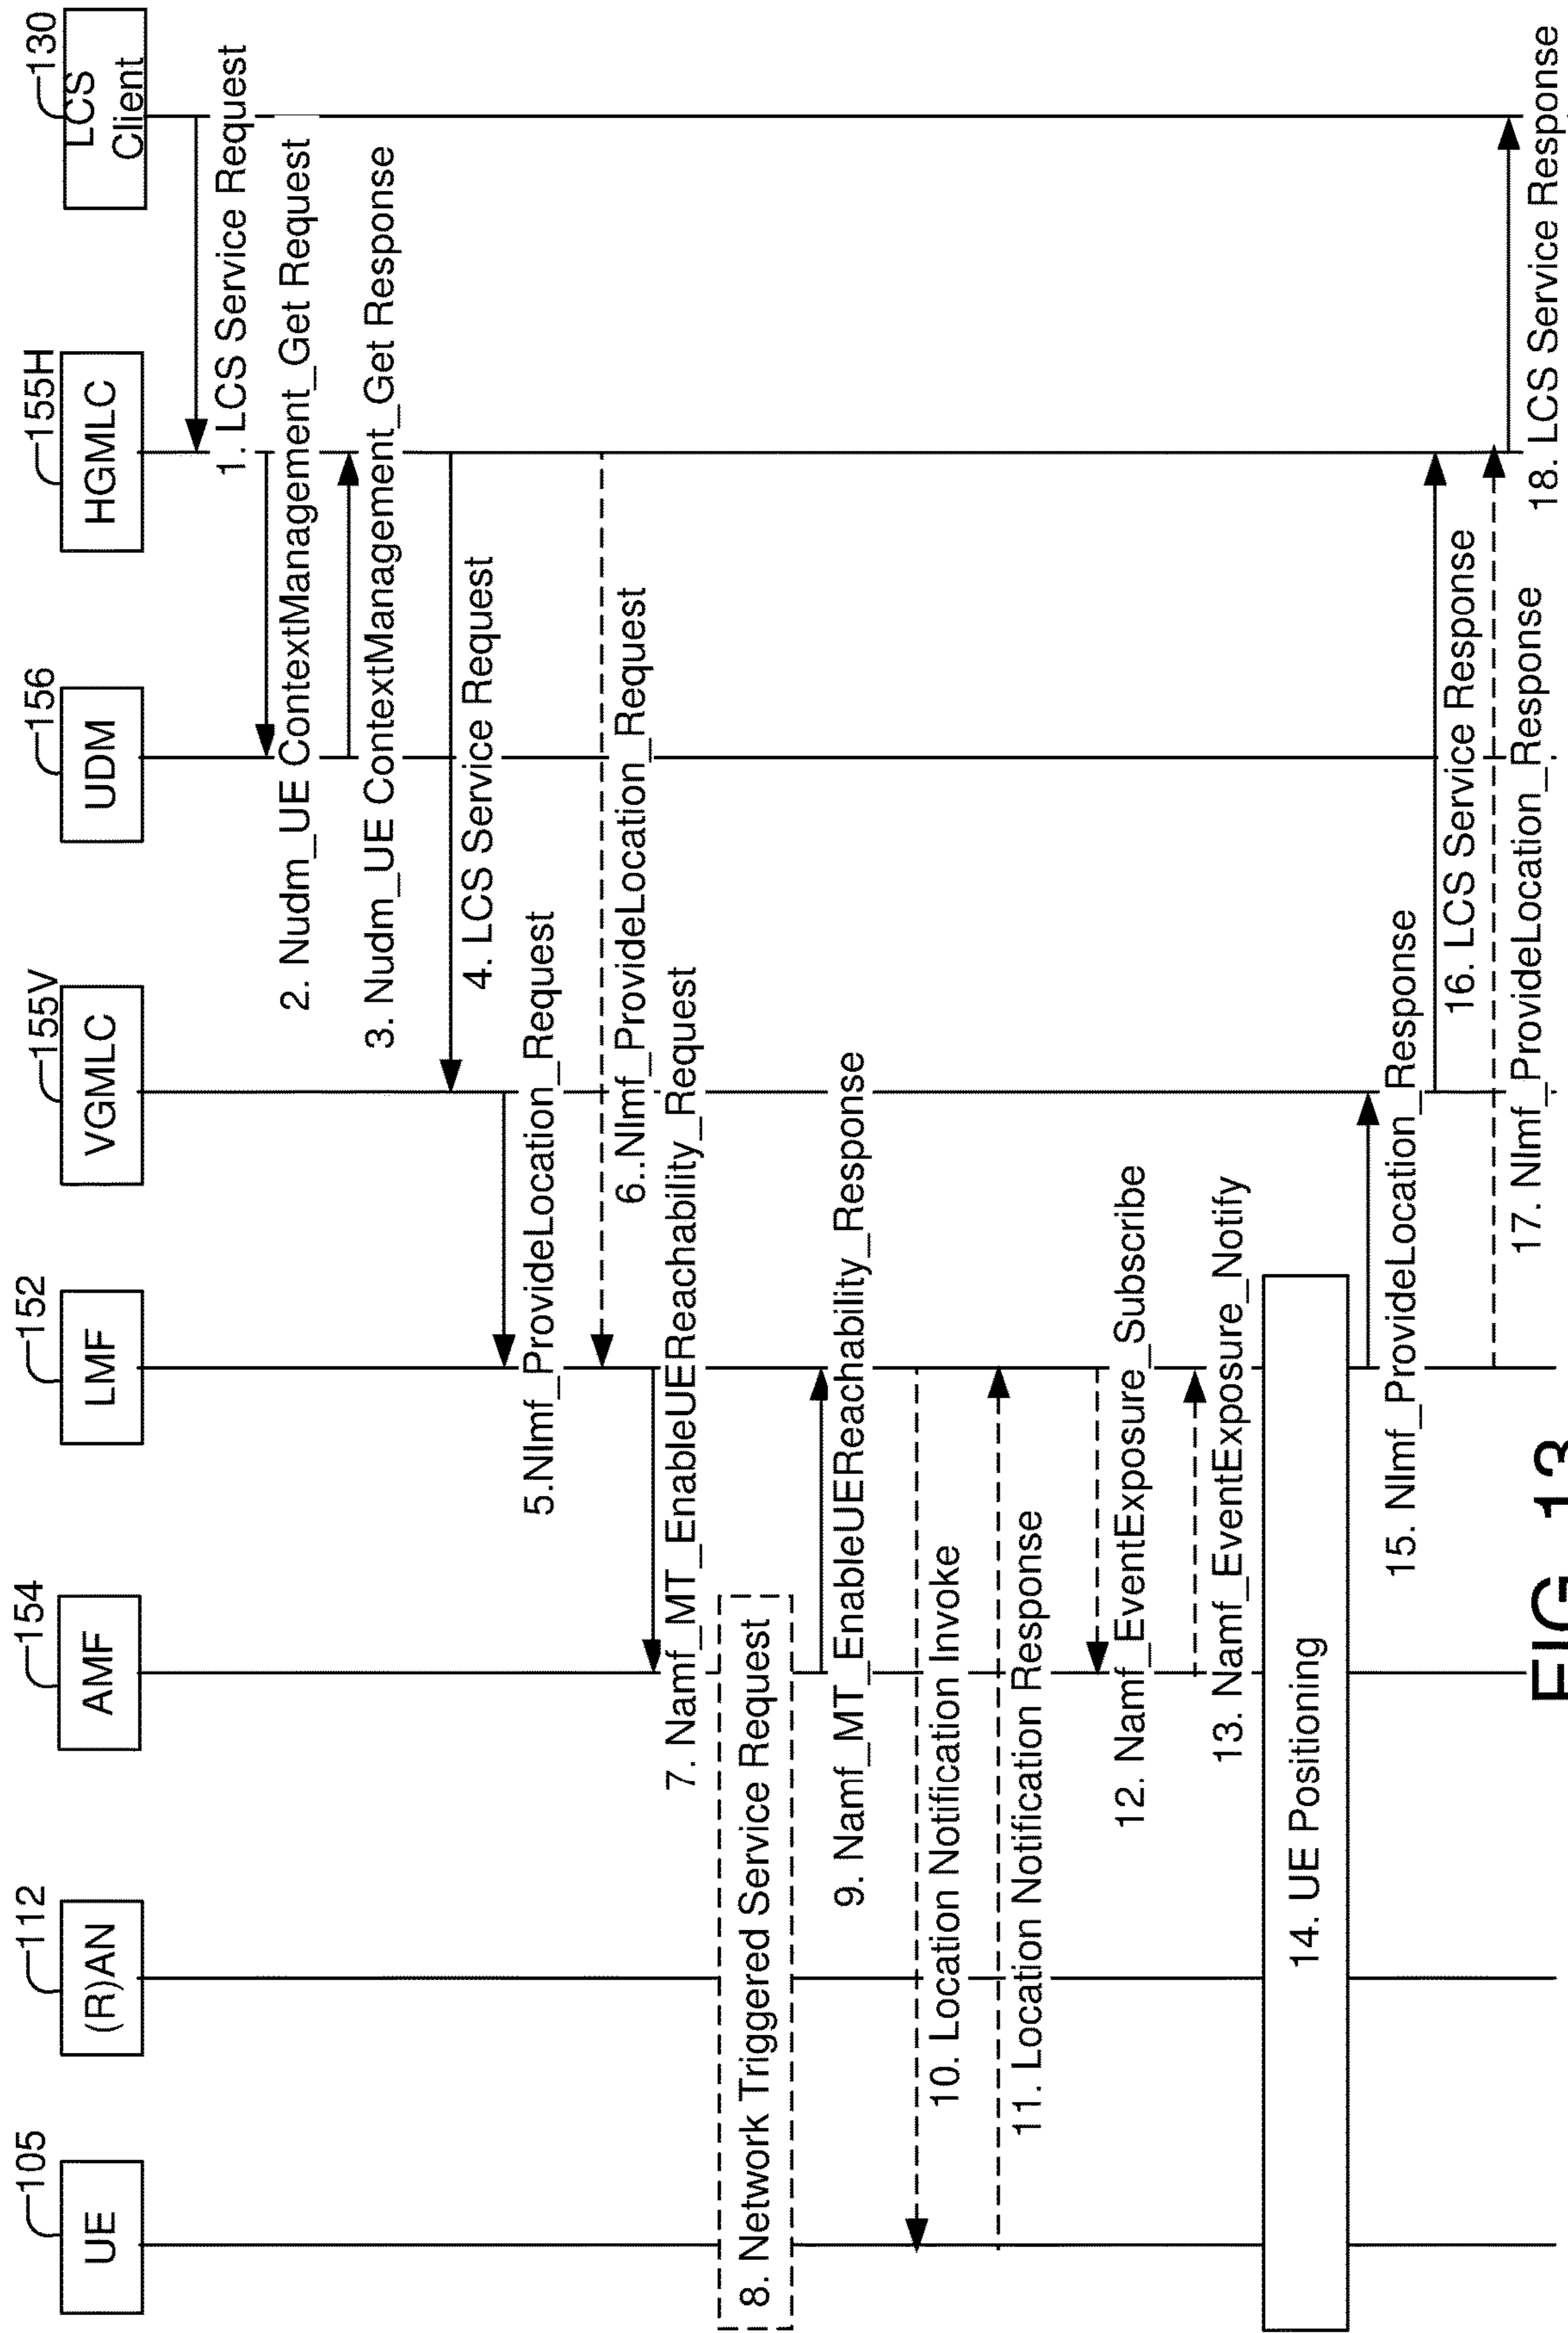 105
112
154
152
155V
156
155H
130
UE
(R)AN
AMF
LMF
VGMLC
UDM
HGMLC
LCS
Client
1. LCS Service Request
2. Nudm_UE ContextManagement_Get Request
3. Nudm_UE ContextManagement_Get Response
4. LCS Service Request
5.Nlmf_ProvideLocation_Request
6..Nlmf_ProvideLocation_Request
7. Namf_MT_EnableUEReachability_Request
8. Network Triggered Service Request
9. Namf_MT_EnableUEReachability_Response
10. Location Notification Invoke
11. Location Notification Response
12. Namf_EventExposure_Subscribe
13. Namf_EventExposure_Notify
14. UE Positioning
15. Nlmf_ProvideLocation_Response
16. LCS Service Response
17. Nlmf_ProvideLocation_Response
18. LCS Service Response
FIG. 13